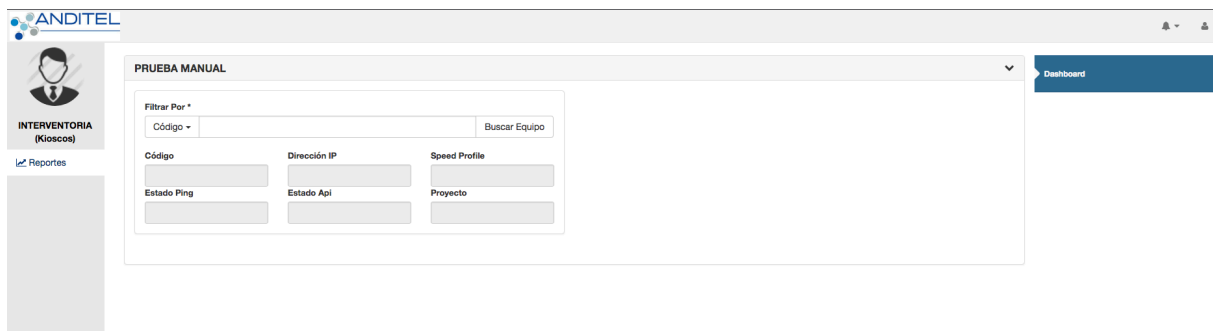 ANDITEL
INTERVENTORIA
(Kioscos)
Reportes
PRUEBA MANUAL
Filtrar Por *
Código
Buscar Equipo
Código Dirección IP Speed Profile
Estado Ping Estado Api Proyecto
Dashboard